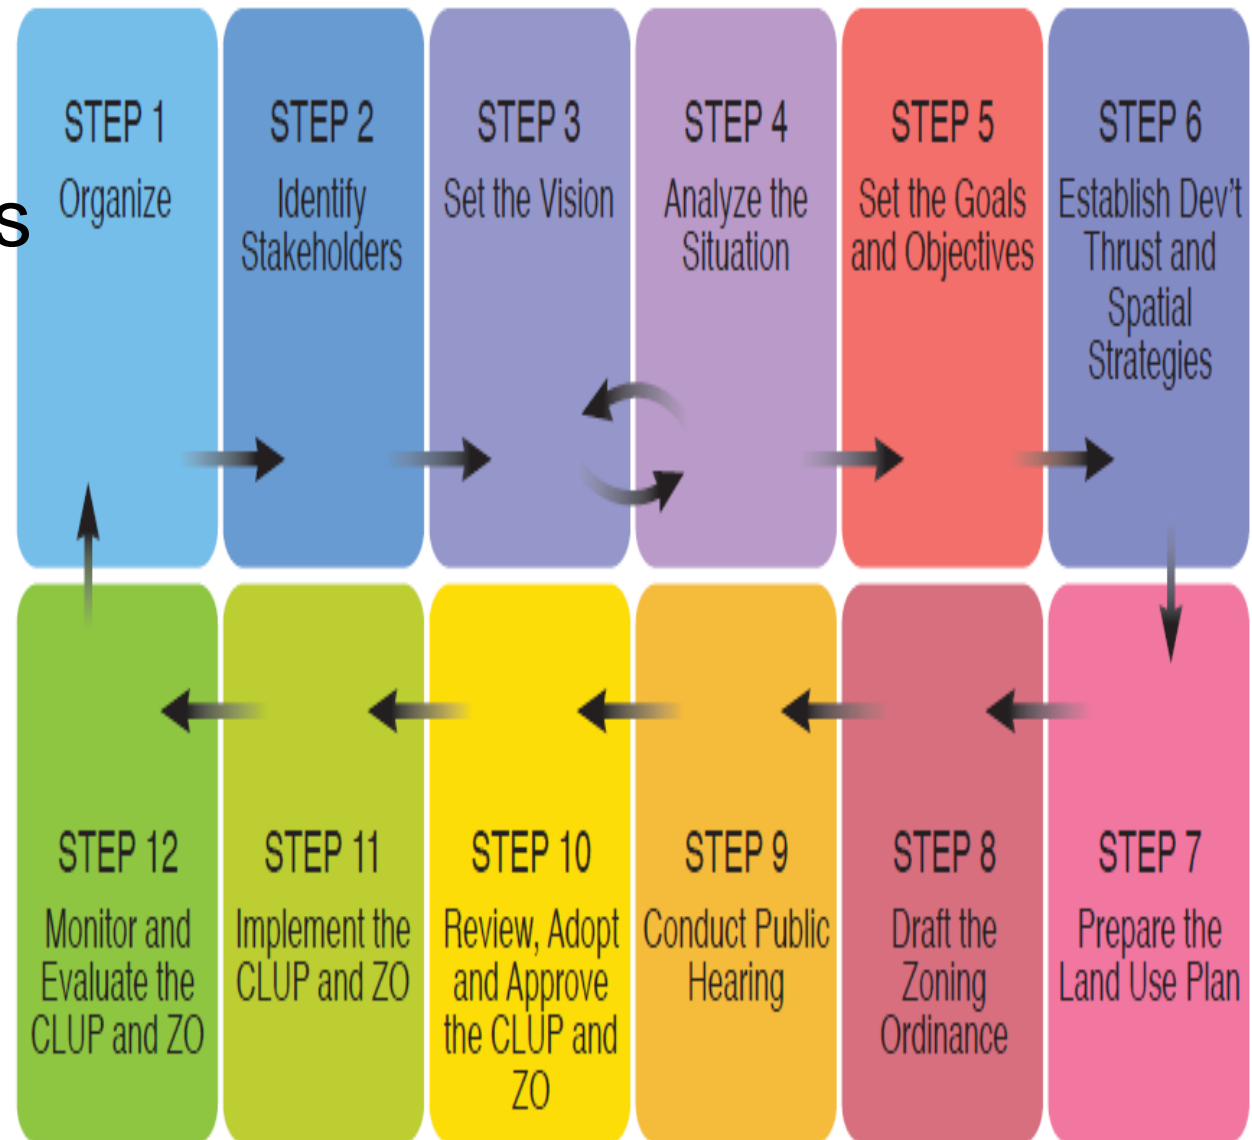 s
STEP 1
Organize
STEP 2
Identify
Stakeholders
STEP 3
Set the Vision
STEP 4
Analyze the
Situation
STEP 5
Set the Goals
and Objectives
STEP 6
Establish Dev't
Thrust and
Spatial
Strategies
STEP 12
Monitor and
Evaluate the
CLUP and ZO
STEP 11
Implement the
CLUP and ZO
STEP 10
Review, Adopt
and Approve
the CLUP and
ZO
STEP 9
Conduct Public
Hearing
STEP 8
Draft the
Zoning
Ordinance
STEP 7
Prepare the
Land Use Plan